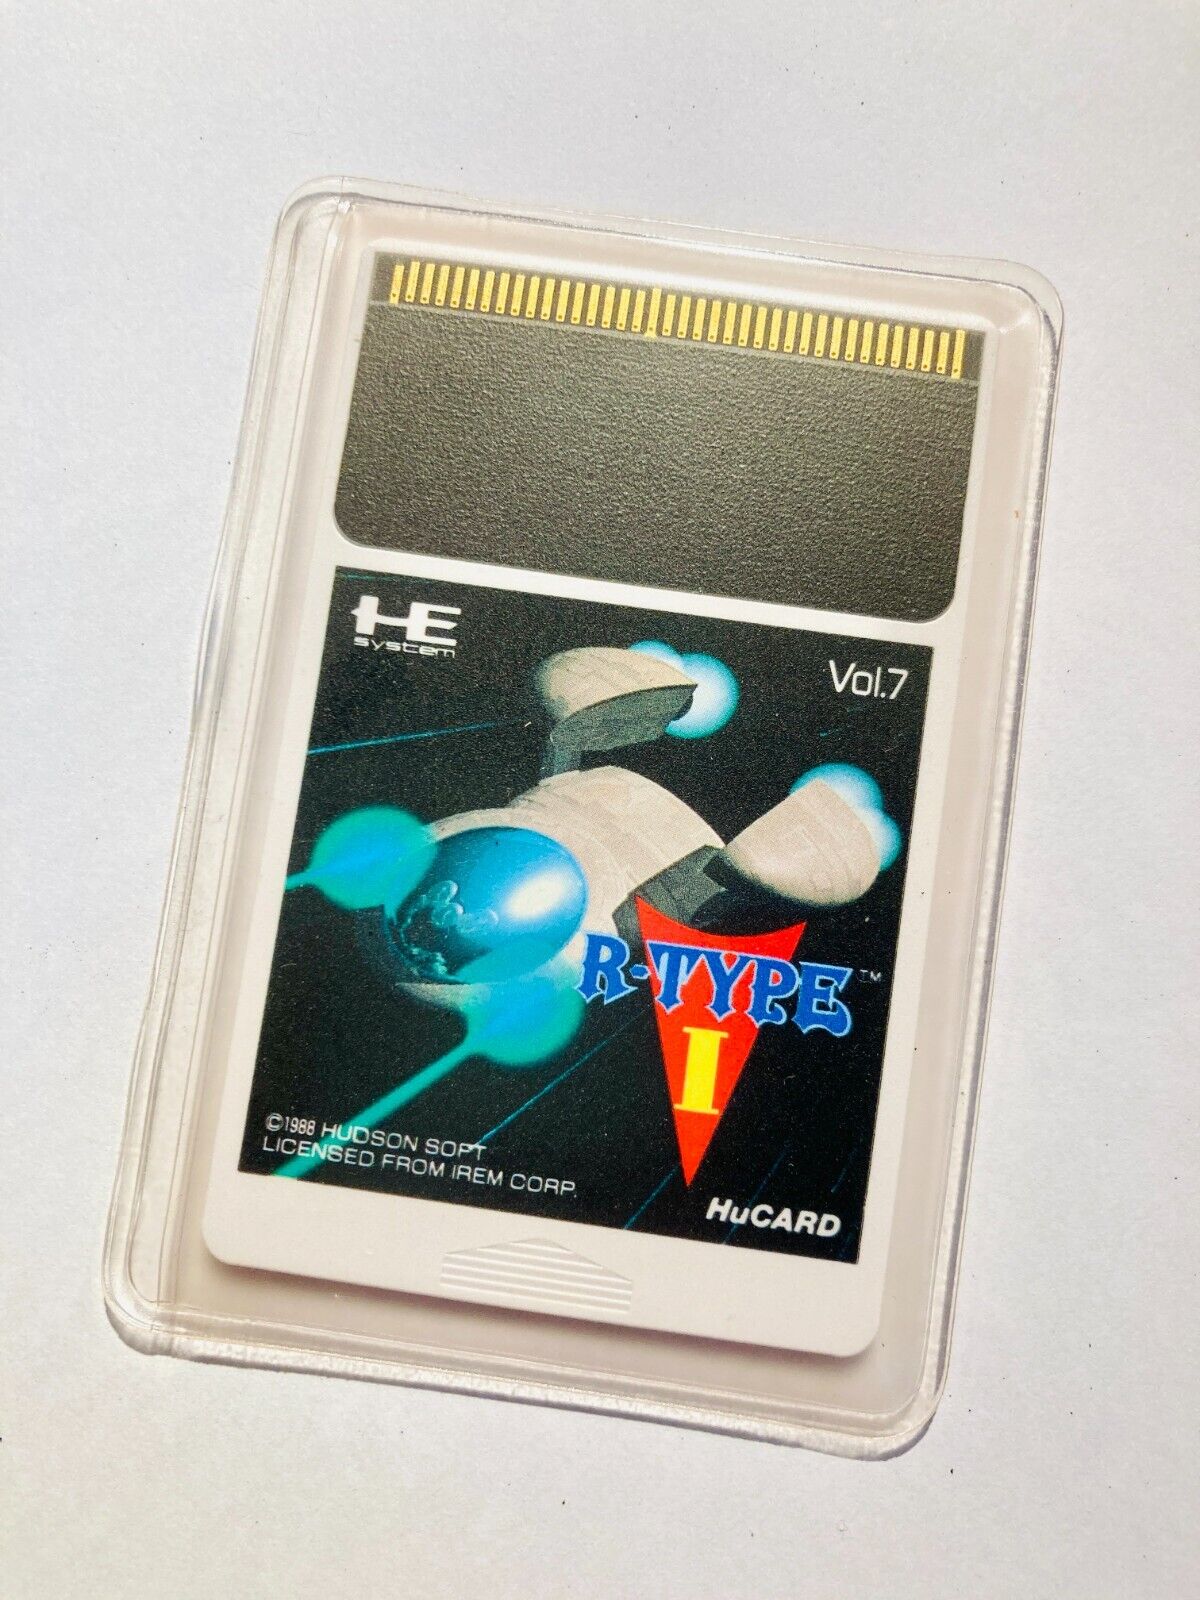 HE
system
Vol.7
R-TYPE™
I
©1988 HUDSON SOFT
LICENSED FROM IREM CORP.
HuCARD